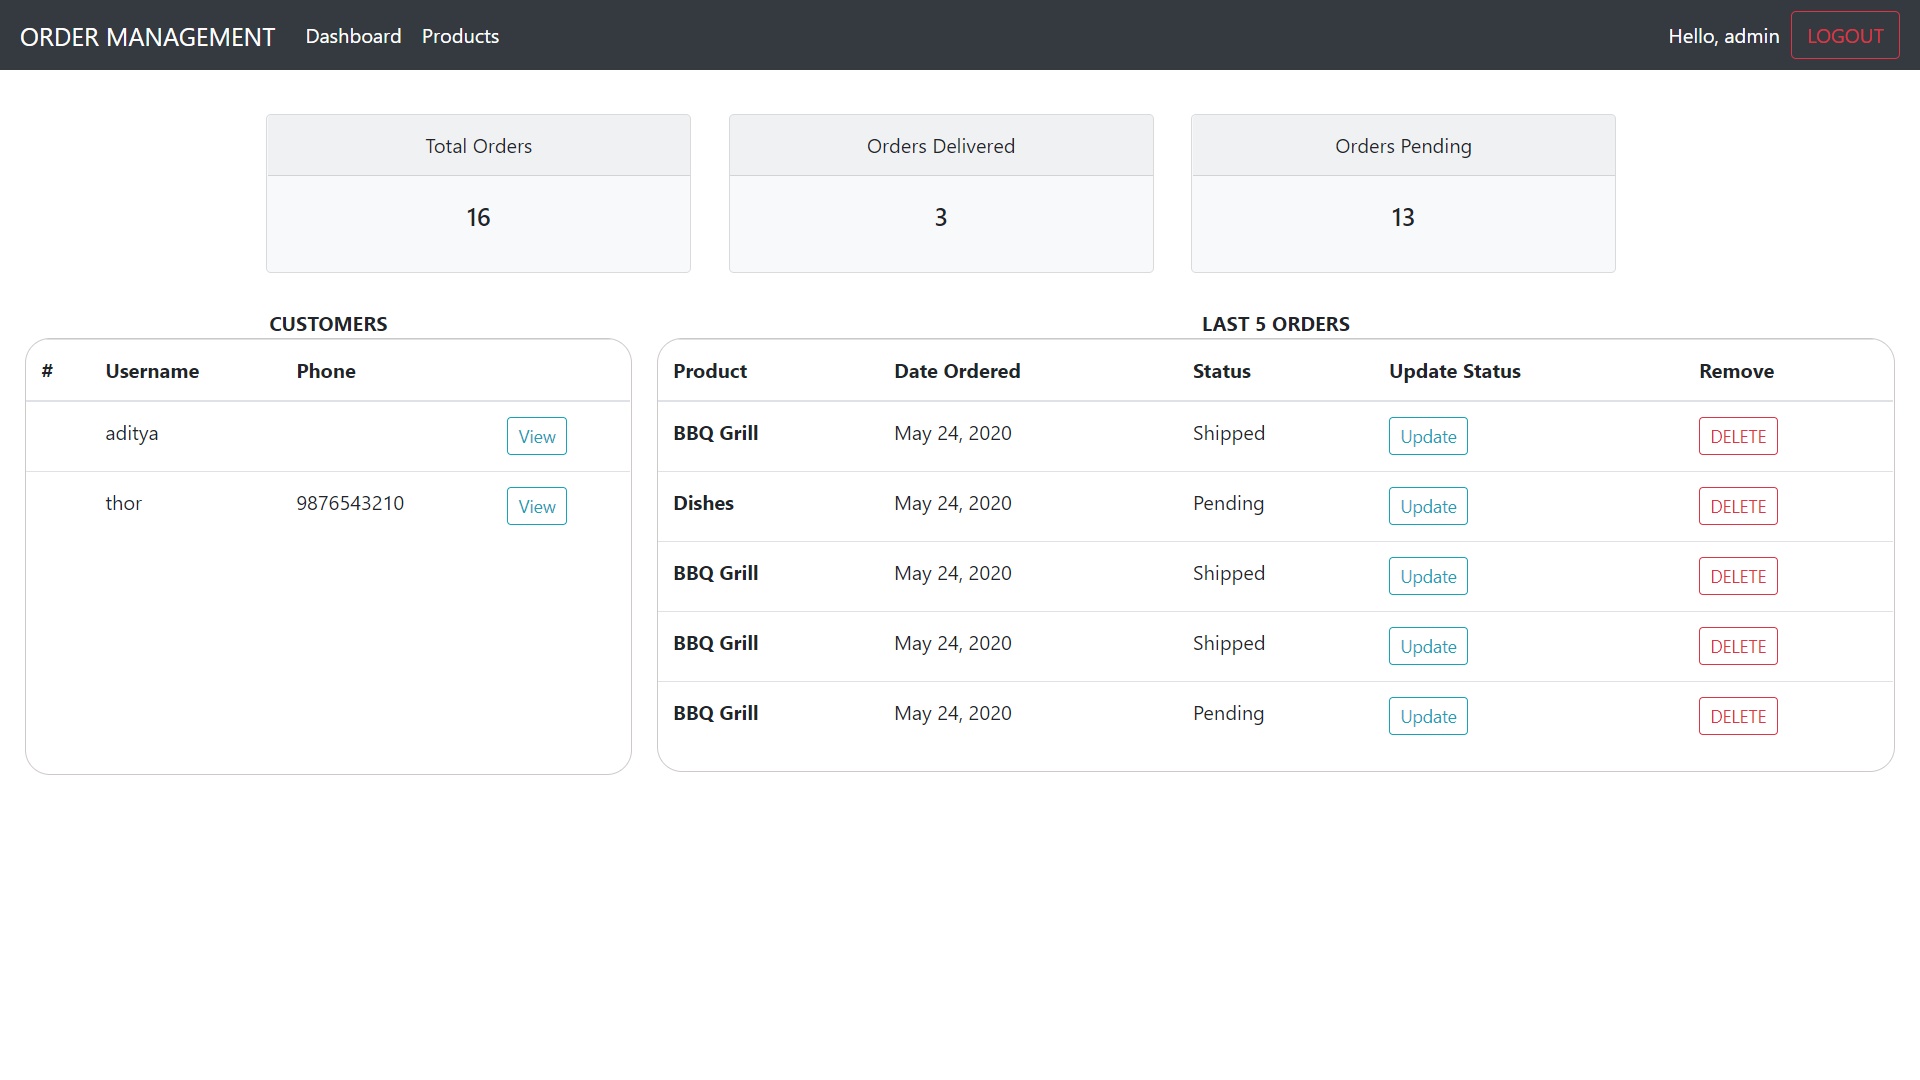 ORDER MANAGEMENT Dashboard Products Hello, admin LOGOUT
Total Orders Orders Delivered Orders Pending
16 3 13
CUSTOMERS
# Username Phone
aditya View
thor 9876543210 View
LAST 5 ORDERS
Product Date Ordered Status Update Status Remove
BBQ Grill May 24, 2020 Shipped Update DELETE
Dishes May 24, 2020 Pending Update DELETE
BBQ Grill May 24, 2020 Shipped Update DELETE
BBQ Grill May 24, 2020 Shipped Update DELETE
BBQ Grill May 24, 2020 Pending Update DELETE